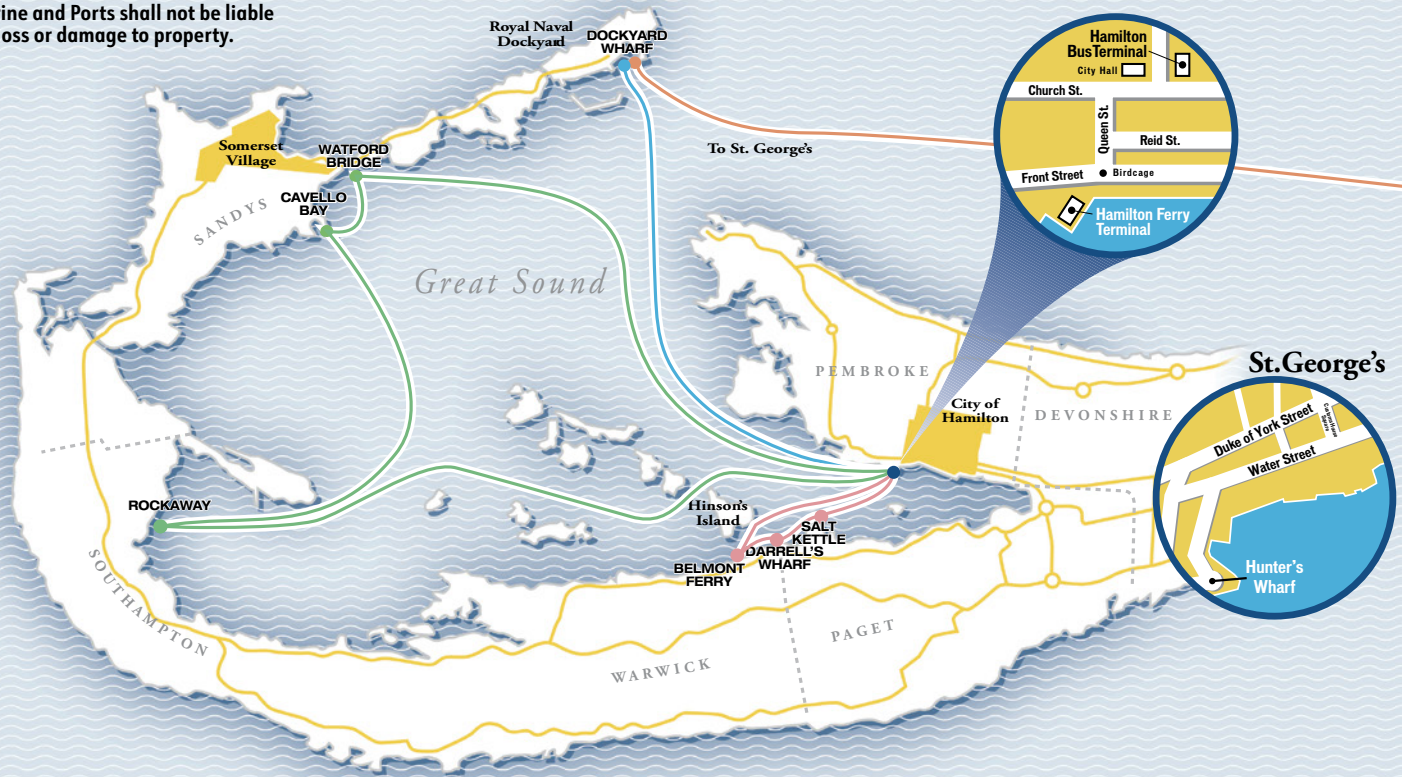 ine and Ports shall not be liable
oss or damage to property.
Royal Naval
Dockyard
DOCKYARD
WHARF
Hamilton
Bus Terminal
City Hall
Church St.
Queen St.
Reid St.
Front Street
Birdcage
Hamilton Ferry
Terminal
To St. George's
Somerset
Village
WATFORD
BRIDGE
CAVELLO
BAY
SANDYS
Great Sound
PEMBROKE
City of
Hamilton
DEVONSHIRE
St.George's
Duke of York Street
Water Street
Hunter's
Wharf
ROCKAWAY
Hinson's
Island
SALT
KETTLE
DARRELL'S
WHARF
BELMONT
FERRY
SOUTHAMPTON
WARWICK
PAGET